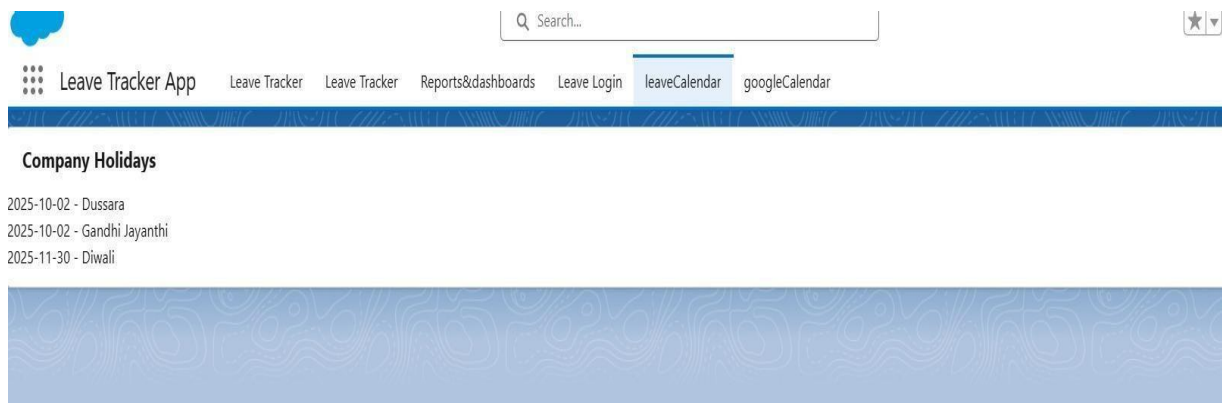 Search...
Leave Tracker App Leave Tracker Leave Tracker Reports&dashboards Leave Login leaveCalendar googleCalendar
Company Holidays
2025-10-02 - Dussara
2025-10-02 - Gandhi Jayanthi
2025-11-30 - Diwali